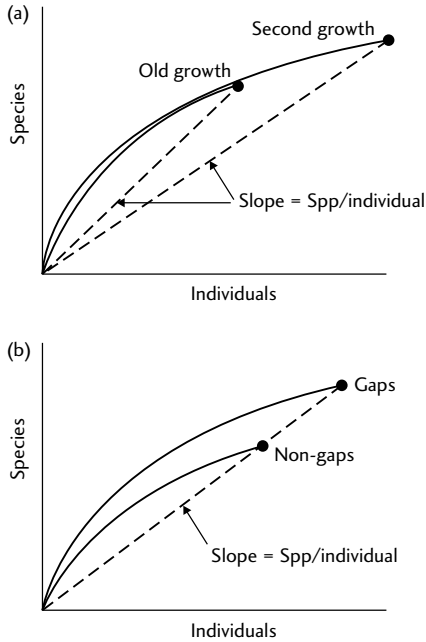 (a)
Second growth
Old growth
Species
Slope = Spp/individual
Individuals
(b)
Gaps
Species
Non-gaps
Slope = Spp/individual
Individuals